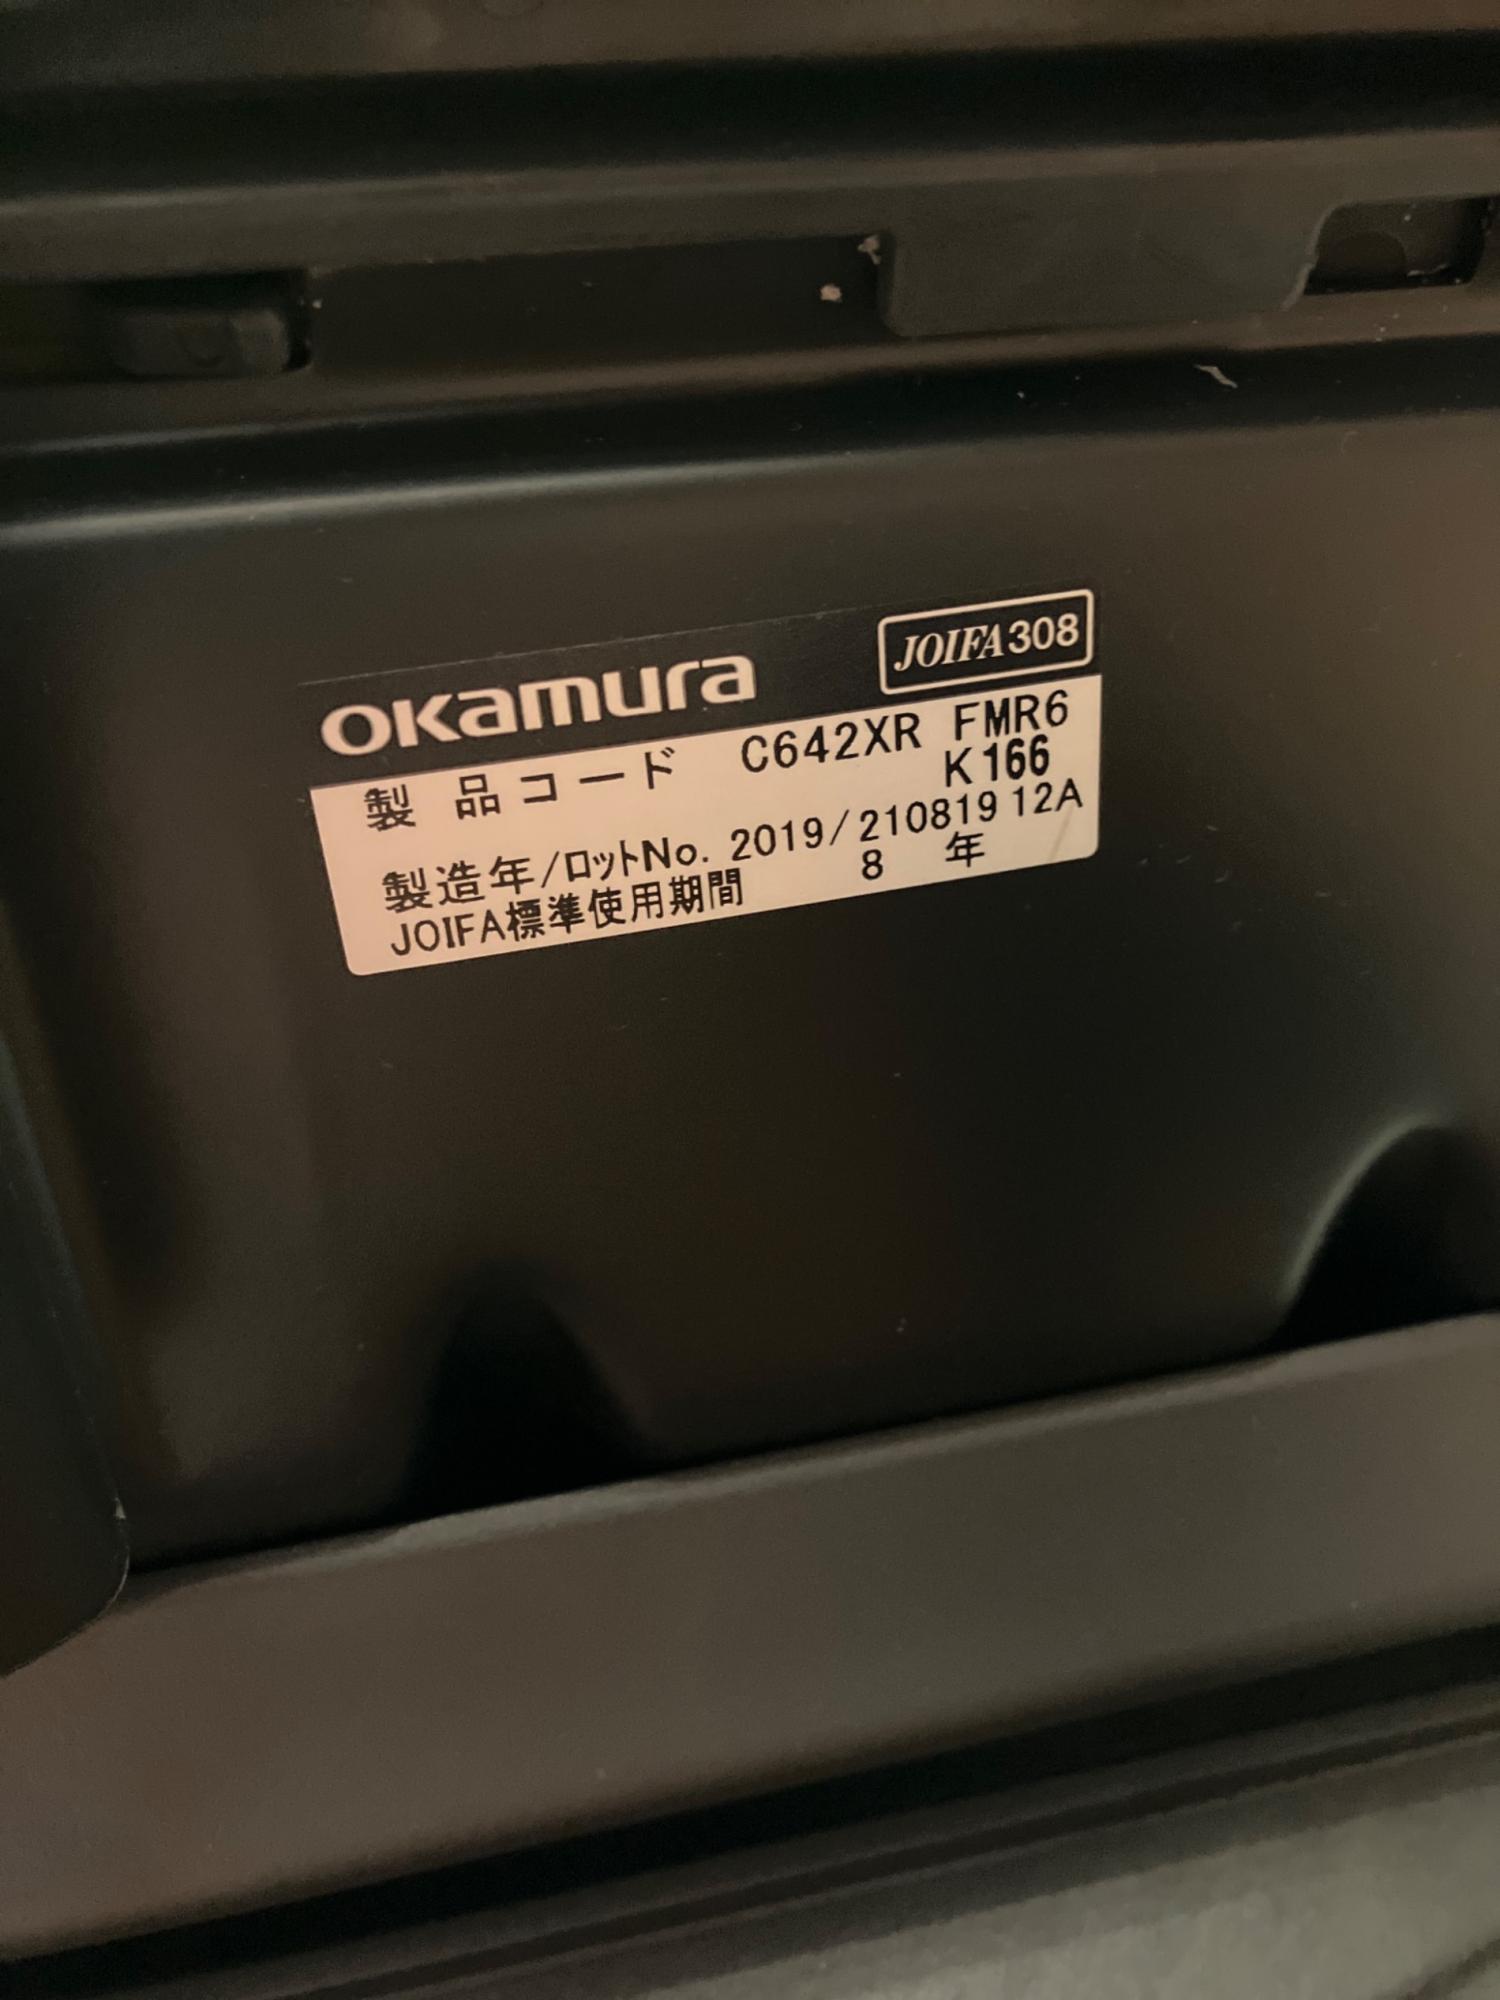 okamura JOIFA308
製品コード C642XR FMR6
K166
製造年/ロットNo. 2019/210819 12A
JOIFA標準使用期間 8 年